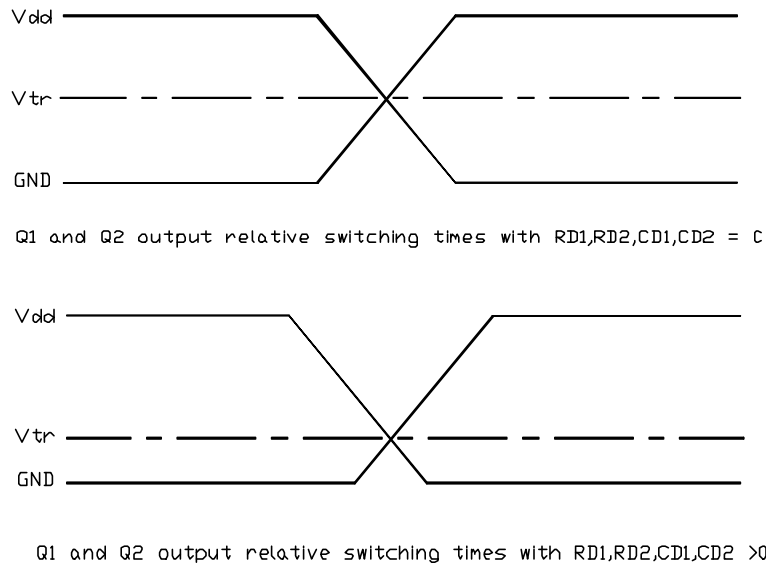 Vdd
Vtr
GND
Q1 and Q2 output relative switching times with RD1,RD2,CD1,CD2 =
Vdd
Vtr
GND
Q1 and Q2 output relative switching times with RD1,RD2,CD1,CD2 >0